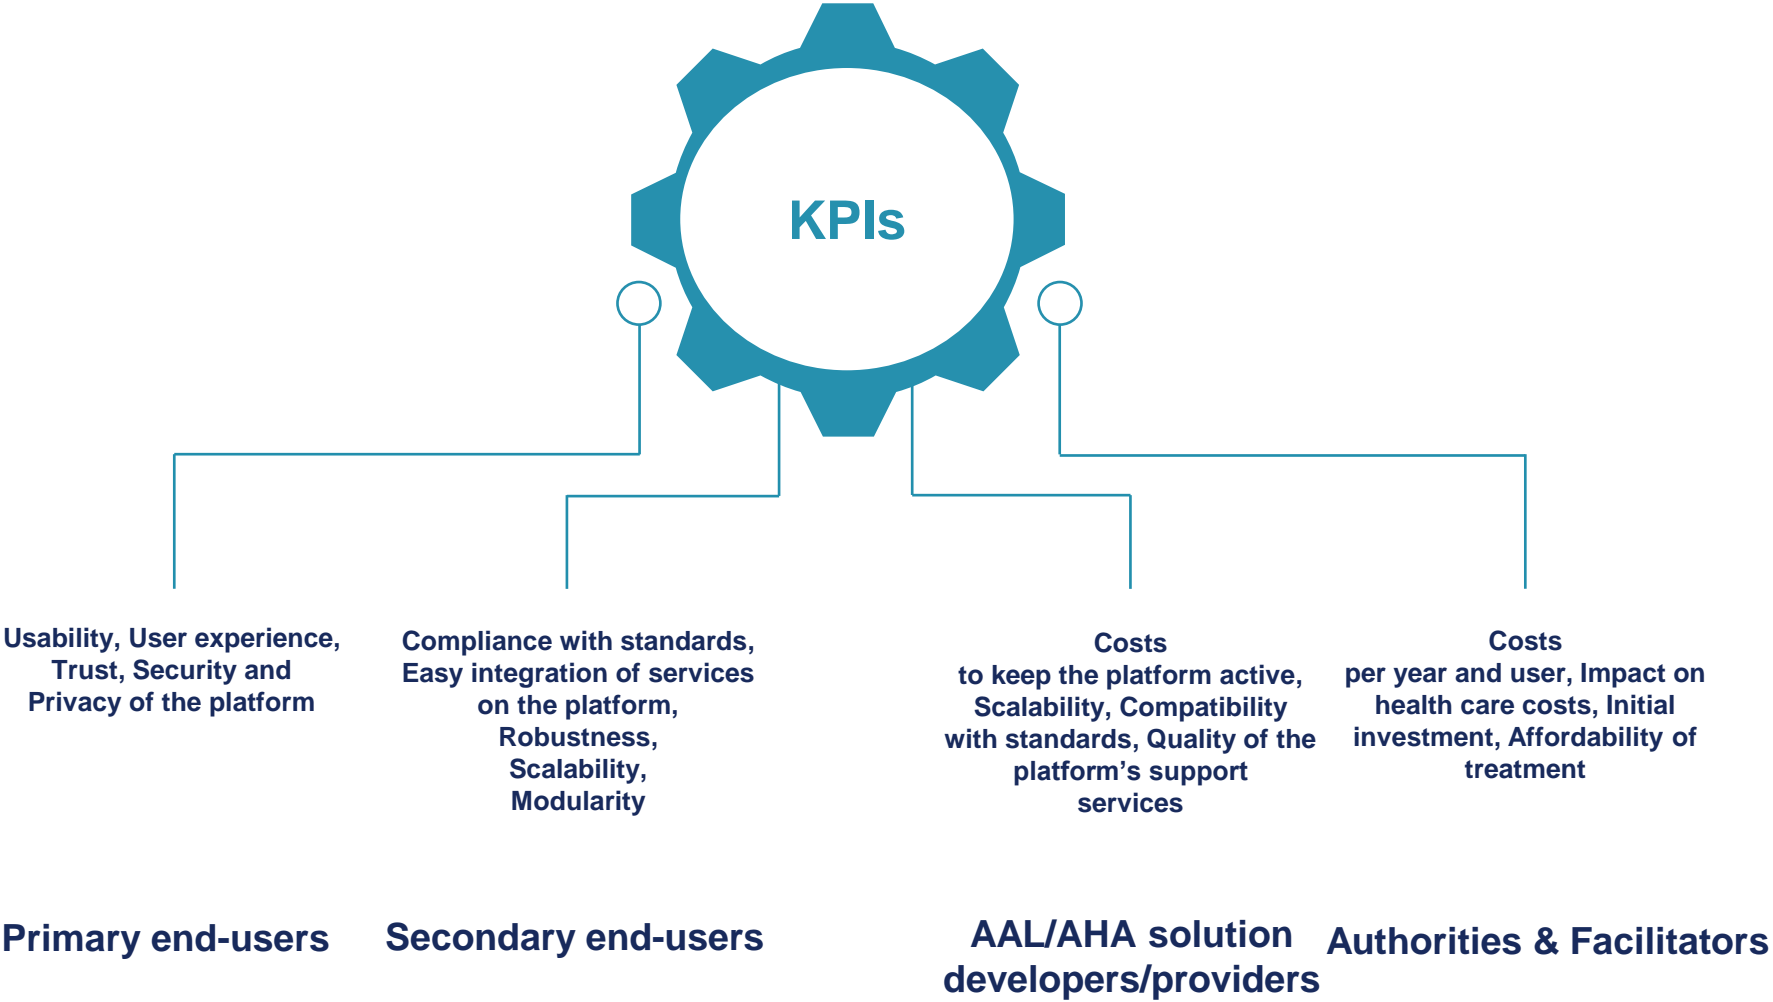 KPIs
Usability, User experience,
Trust, Security and
Privacy of the platform
Compliance with standards,
Easy integration of services
on the platform,
Robustness,
Scalability,
Modularity
Costs
to keep the platform active,
Scalability, Compatibility
with standards, Quality of the
platform’s support
services
Costs
per year and user, Impact on
health care costs, Initial
investment, Affordability of
treatment
Primary end-users
Secondary end-users
AAL/AHA solution
developers/providers
Authorities & Facilitators